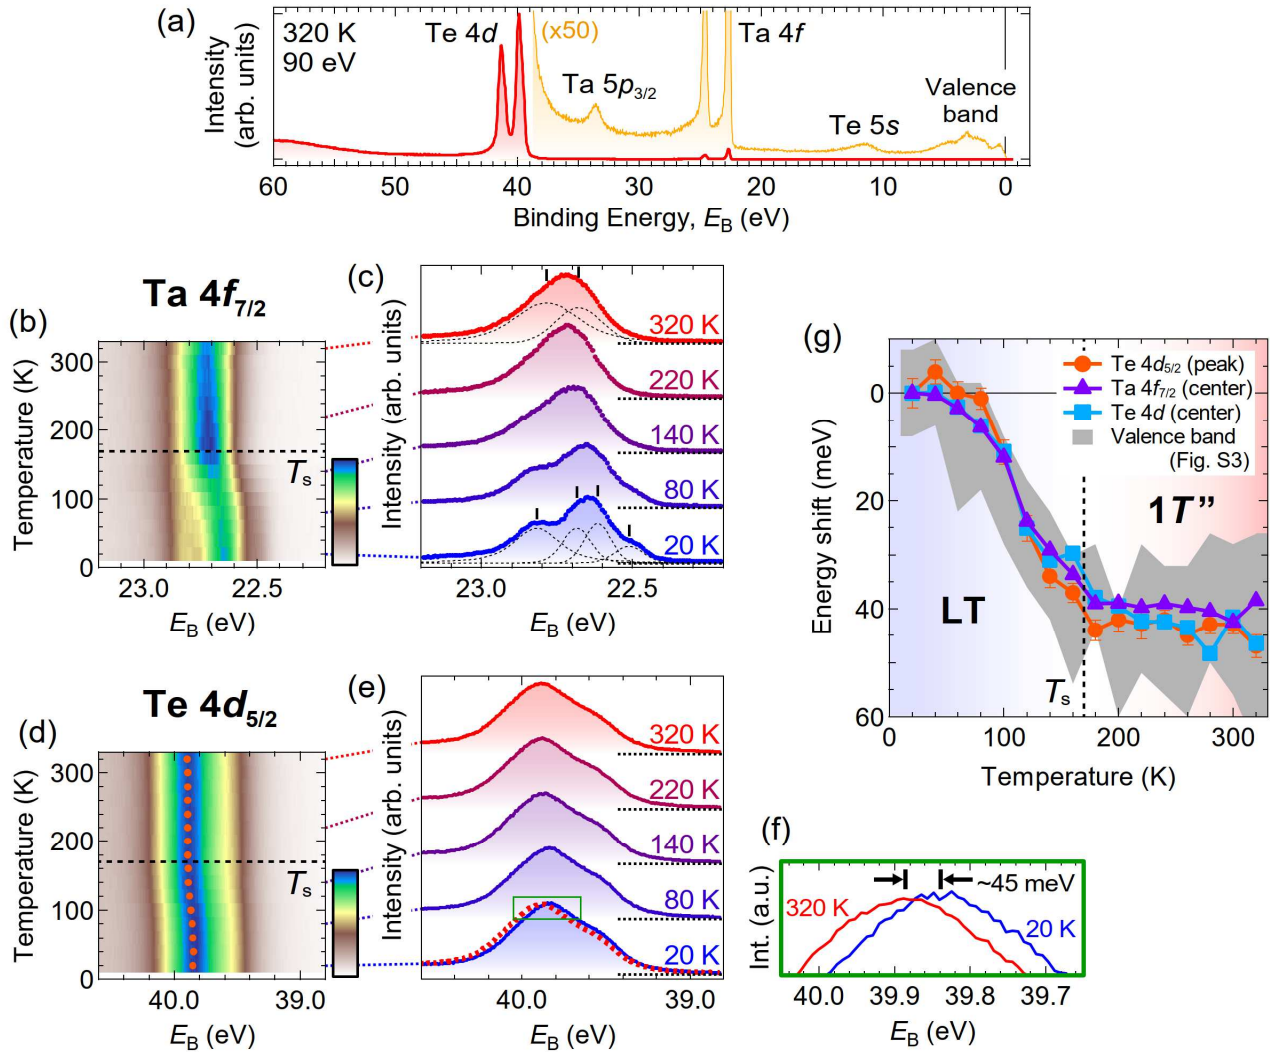 (a)
Intensity
(arb. units)
320 K
90 eV
Te 4d
(x50)
Ta 5p3/2
Ta 4f
Te 5s
Valence
band
60 50 40 30 20 10 0
Binding Energy, EB (eV)
Ta 4f7/2
(b)
Temperature (K)
300
200
100
0
Ts
23.0 22.5
EB (eV)
(c)
Intensity (arb. units)
320 K
220 K
140 K
80 K
20 K
23.0 22.5
EB (eV)
Te 4d5/2
(d)
Temperature (K)
300
200
100
0
Ts
40.0 39.0
EB (eV)
(e)
Intensity (arb. units)
320 K
220 K
140 K
80 K
20 K
40.0 39.0
EB (eV)
(g)
Energy shift (meV)
0
20
40
60
Te 4d5/2 (peak)
Ta 4f7/2 (center)
Te 4d (center)
Valence band
(Fig. S3)
1T”
LT
Ts
0 100 200 300
Temperature (K)
(f)
Int. (a.u.)
320 K
~45 meV
20 K
40.0 39.9 39.8 39.7
EB (eV)